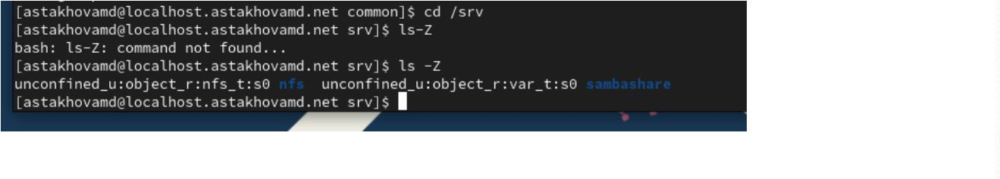 [astakhovamd@localhost.astakhovamd.net common]$ cd /srv
[astakhovamd@localhost.astakhovamd.net srv]$ ls-Z
bash: ls-Z: command not found...
[astakhovamd@localhost.astakhovamd.net srv]$ ls -Z
unconfined_u:object_r:nfs_t:s0 nfs  unconfined_u:object_r:var_t:s0 sambashare
[astakhovamd@localhost.astakhovamd.net srv]$